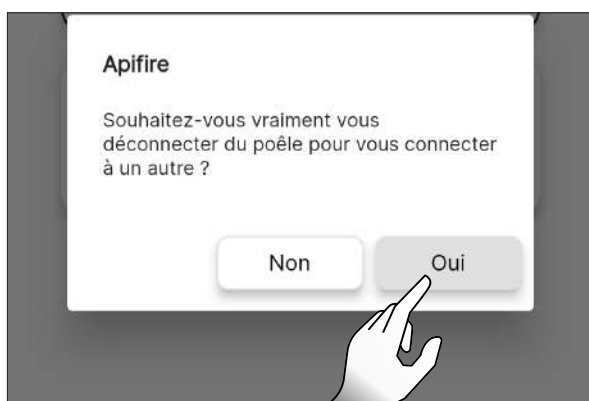 Apifire
Souhaitez-vous vraiment vous
déconnecter du poêle pour vous connecter
à un autre ?
Non
Oui